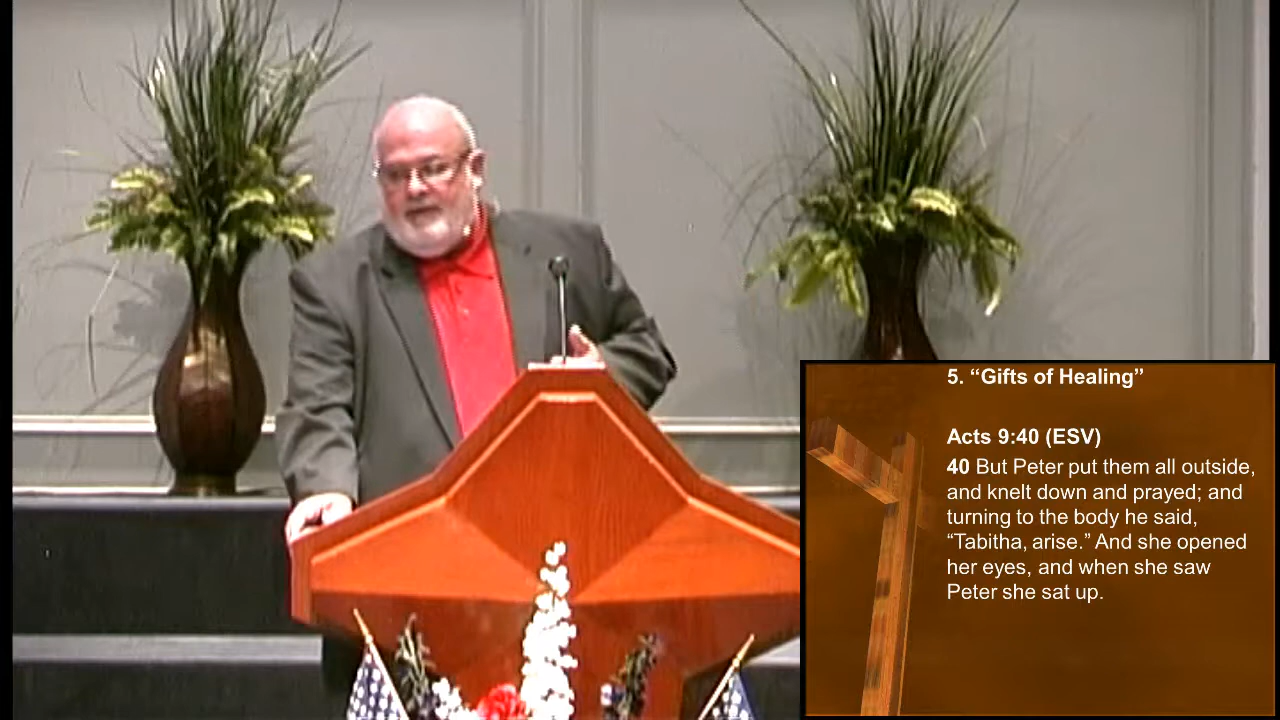 5. “Gifts of Healing”
Acts 9:40 (ESV)
40 But Peter put them all outside,
and knelt down and prayed; and
turning to the body he said,
“Tabitha, arise.” And she opened
her eyes, and when she saw
Peter she sat up.